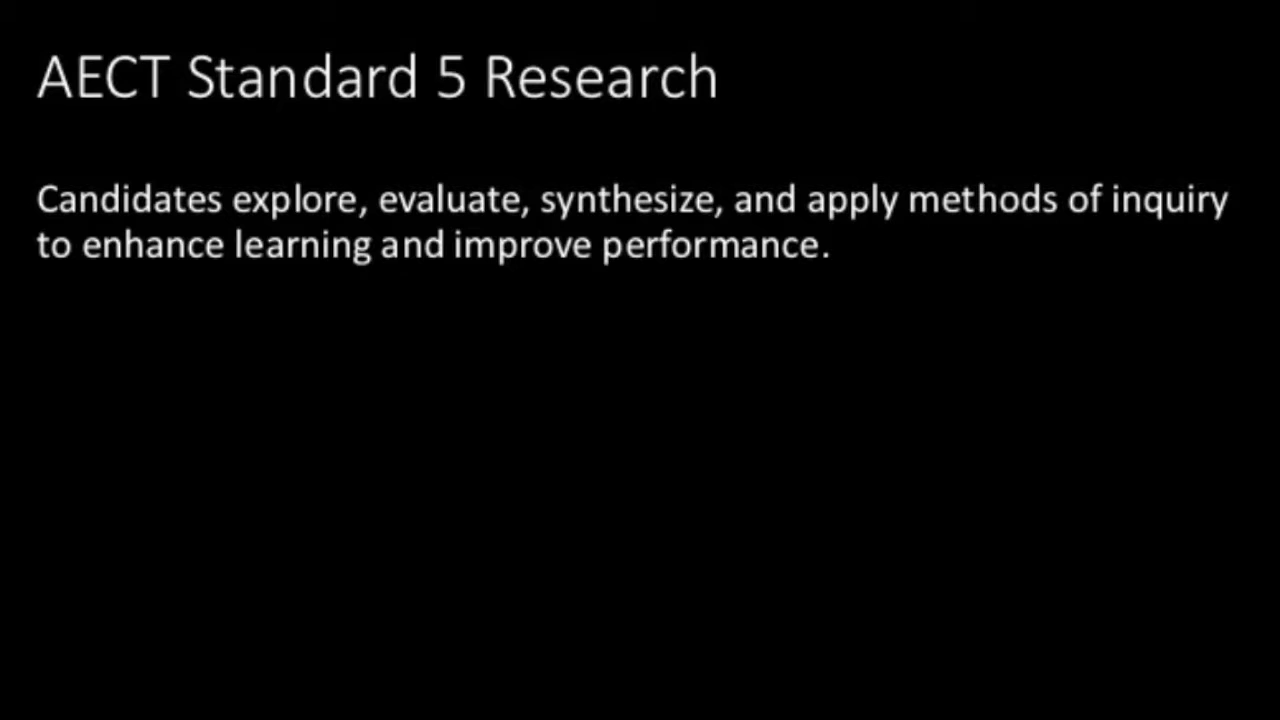 AECT Standard 5 Research
Candidates explore, evaluate, synthesize, and apply methods of inquiry
to enhance learning and improve performance.